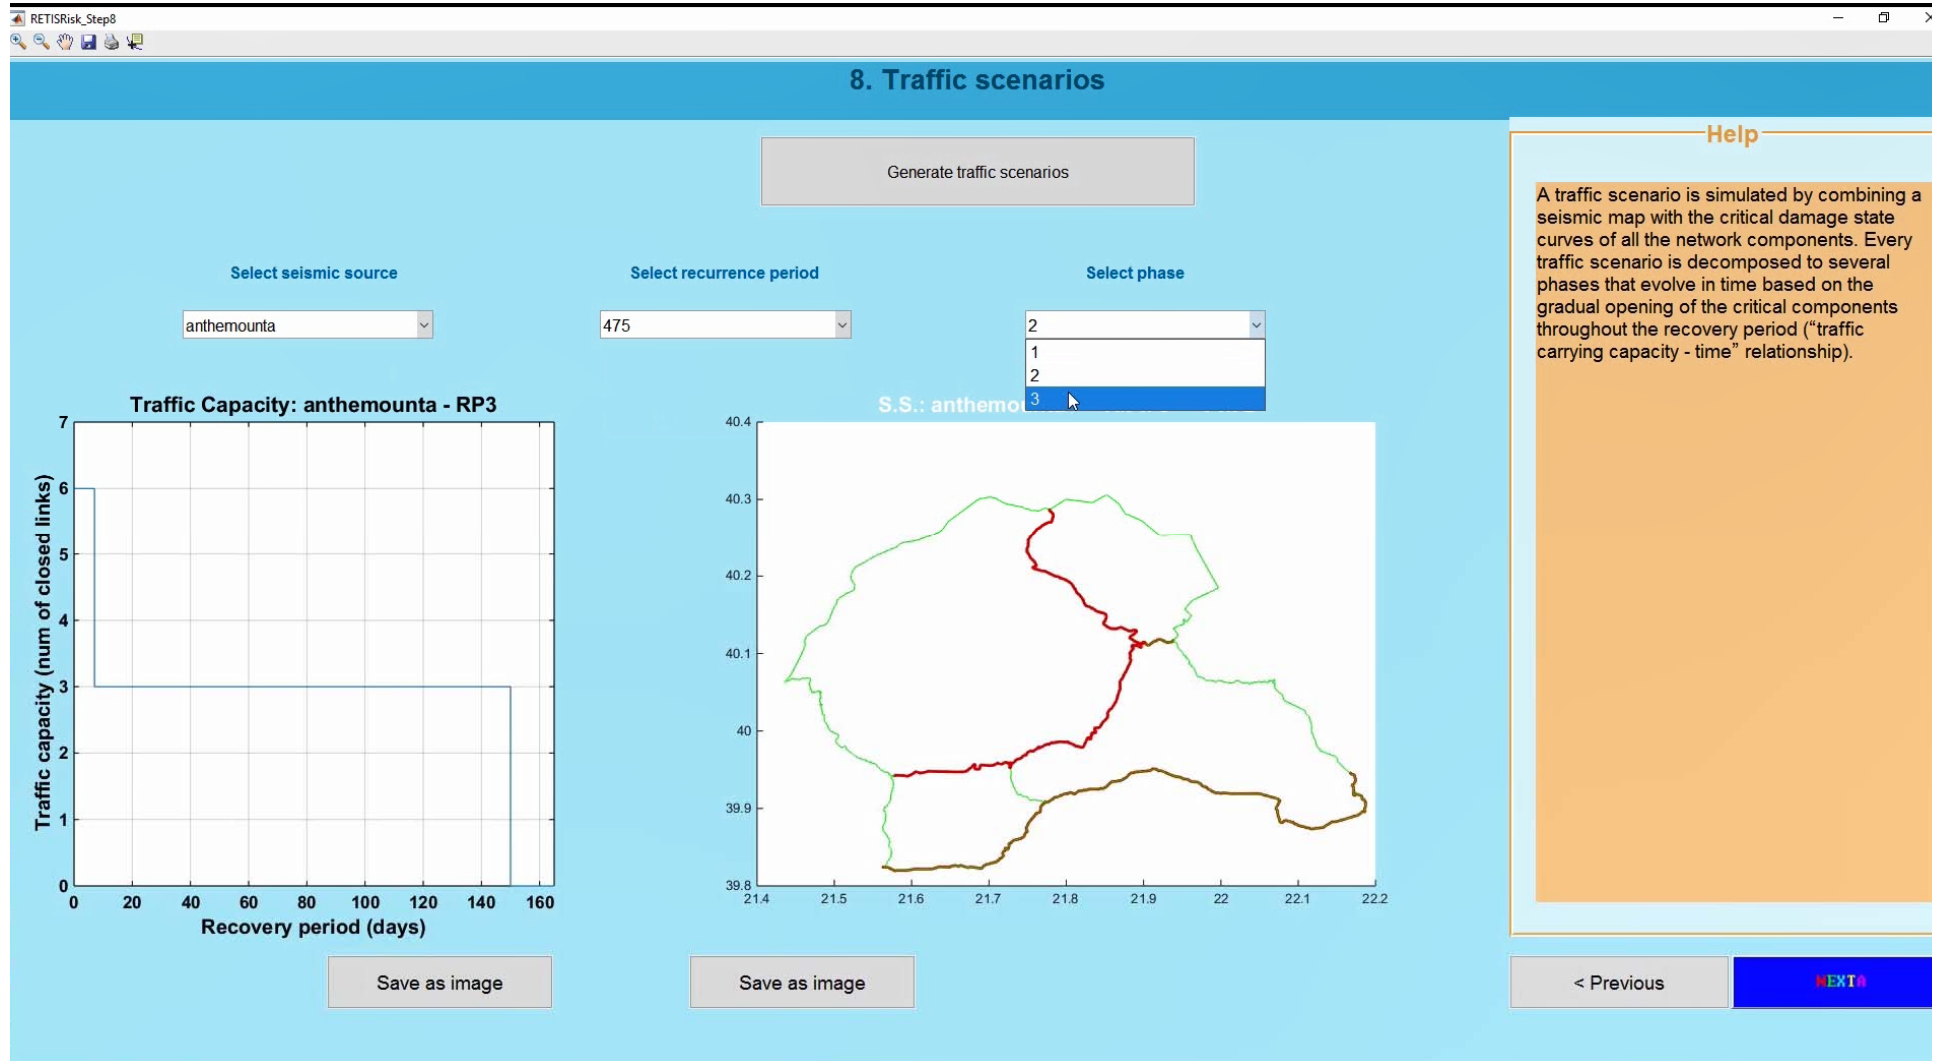 RETISRisk_Step8
8. Traffic scenarios
Generate traffic scenarios
Select seismic source
Select recurrence period
Select phase
anthemounta
475
2
1
2
3
Traffic Capacity: anthemounta - RP3
7
6
5
4
3
2
1
0
Traffic capacity (num of closed links)
0 20 40 60 80 100 120 140 160
Recovery period (days)
S.S.: anthemou
40.4
40.3
40.2
40.1
40
39.9
39.8
21.4 21.5 21.6 21.7 21.8 21.9 22 22.1 22.2
Save as image
Save as image
Help
A traffic scenario is simulated by combining a
seismic map with the critical damage state
curves of all the network components. Every
traffic scenario is decomposed to several
phases that evolve in time based on the
gradual opening of the critical components
throughout the recovery period (“traffic
carrying capacity - time” relationship).
< Previous
NEXTA